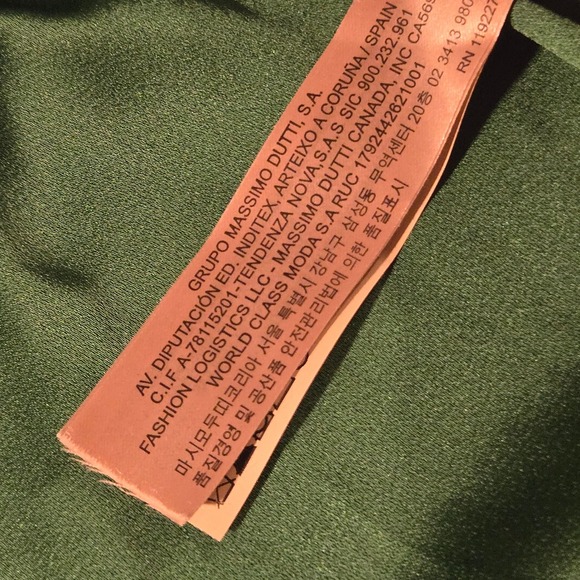 GRUPO MASSIMO DUTTI, S.A.
AV. DIPUTACIÓN ED. INDITEX, ARTEIXO A CORUÑA / SPAIN
C.I.F A-78115201-TENDENZA NOVA.S.A.S SIC 900.232.961
FASHION LOGISTICS LLC - MASSIMO DUTTI CANADA, INC CA569
WORLD CLASS MODA S.A RUC 1792442621001
마시모두띠코리아 서울 특별시 강남구 삼성동 무연센터 20층 02 3413 980
품질경영 및 공산품 안전관리법에 의한 품질표시
RN 119227